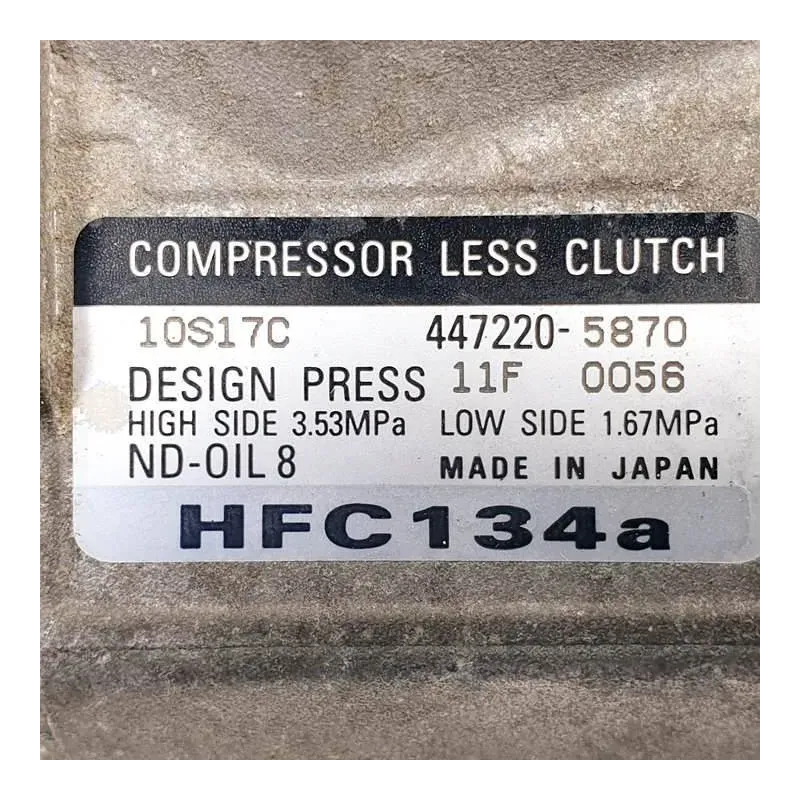 COMPRESSOR LESS CLUTCH
10S17C 447220-5870
DESIGN PRESS 11F 0056
HIGH SIDE 3.53MPa LOW SIDE 1.67MPa
ND-OIL 8 MADE IN JAPAN
HFC134a